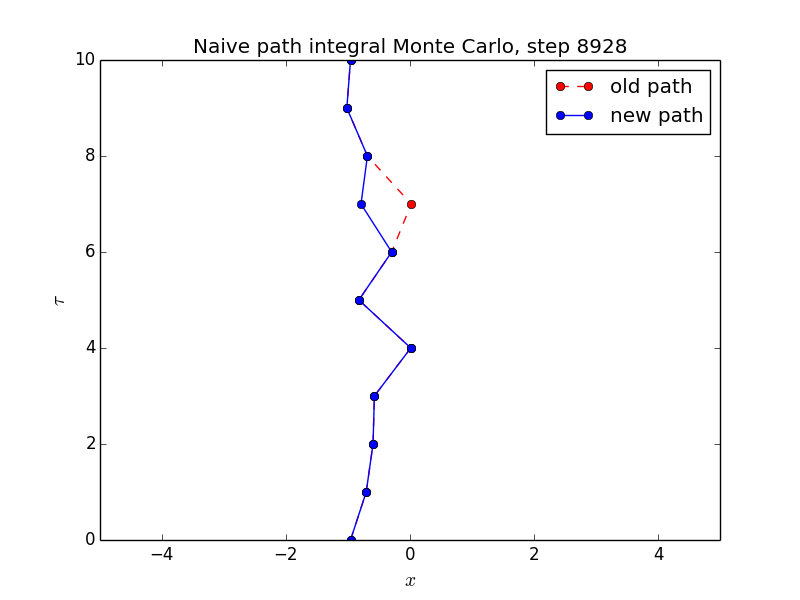 Naive path integral Monte Carlo, step 8928
old path
new path
10
8
6
4
2
0
τ
−4 −2 0 2 4
x